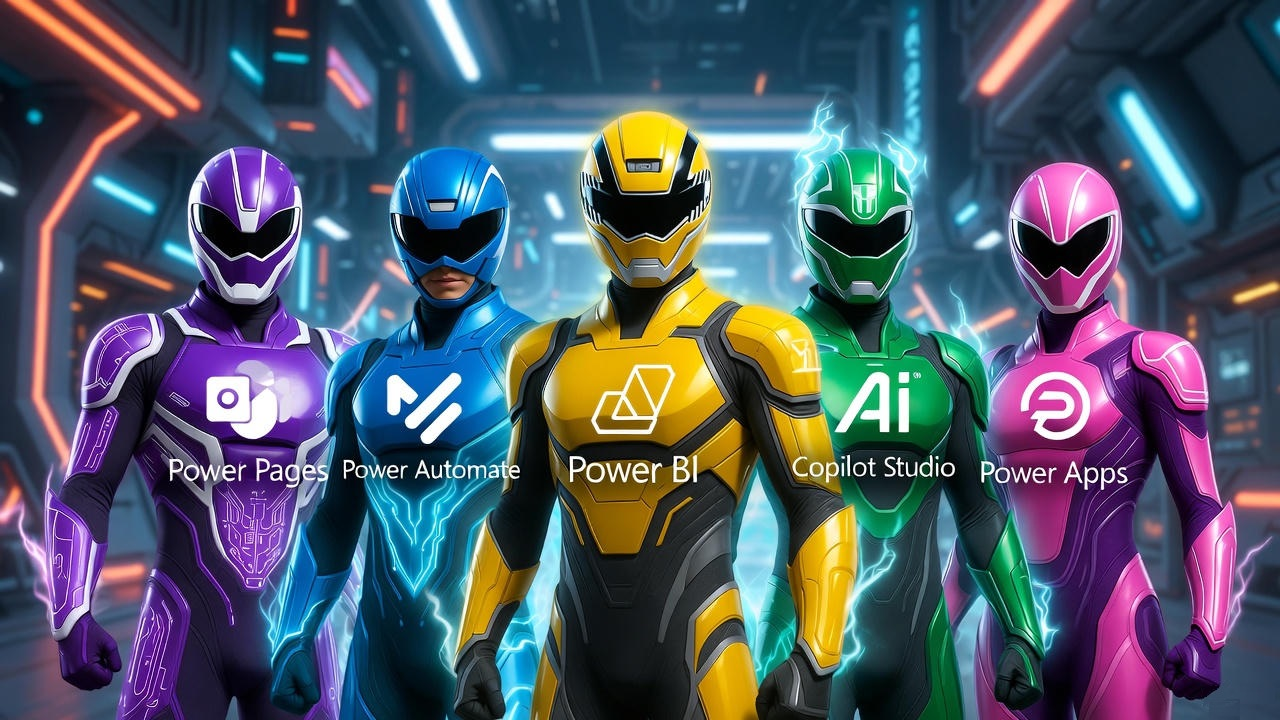 Power Pages
Power Automate
Power BI
Ai
Copilot Studio
Power Apps